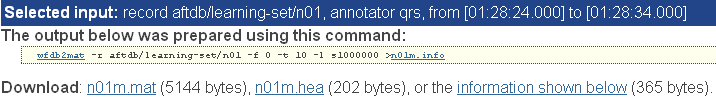 Selected input: record aftdb/learning-set/n01, annotator qrs, from [01:28:24.000] to [01:28:34.000]
The output below was prepared using this command:
wfdb2mat -r aftdb/learning-set/n01 -f 0 -t 10 -l s1000000 >n01m.info
Download: n01m.mat (5144 bytes), n01m.hea (202 bytes), or the information shown below (365 bytes).